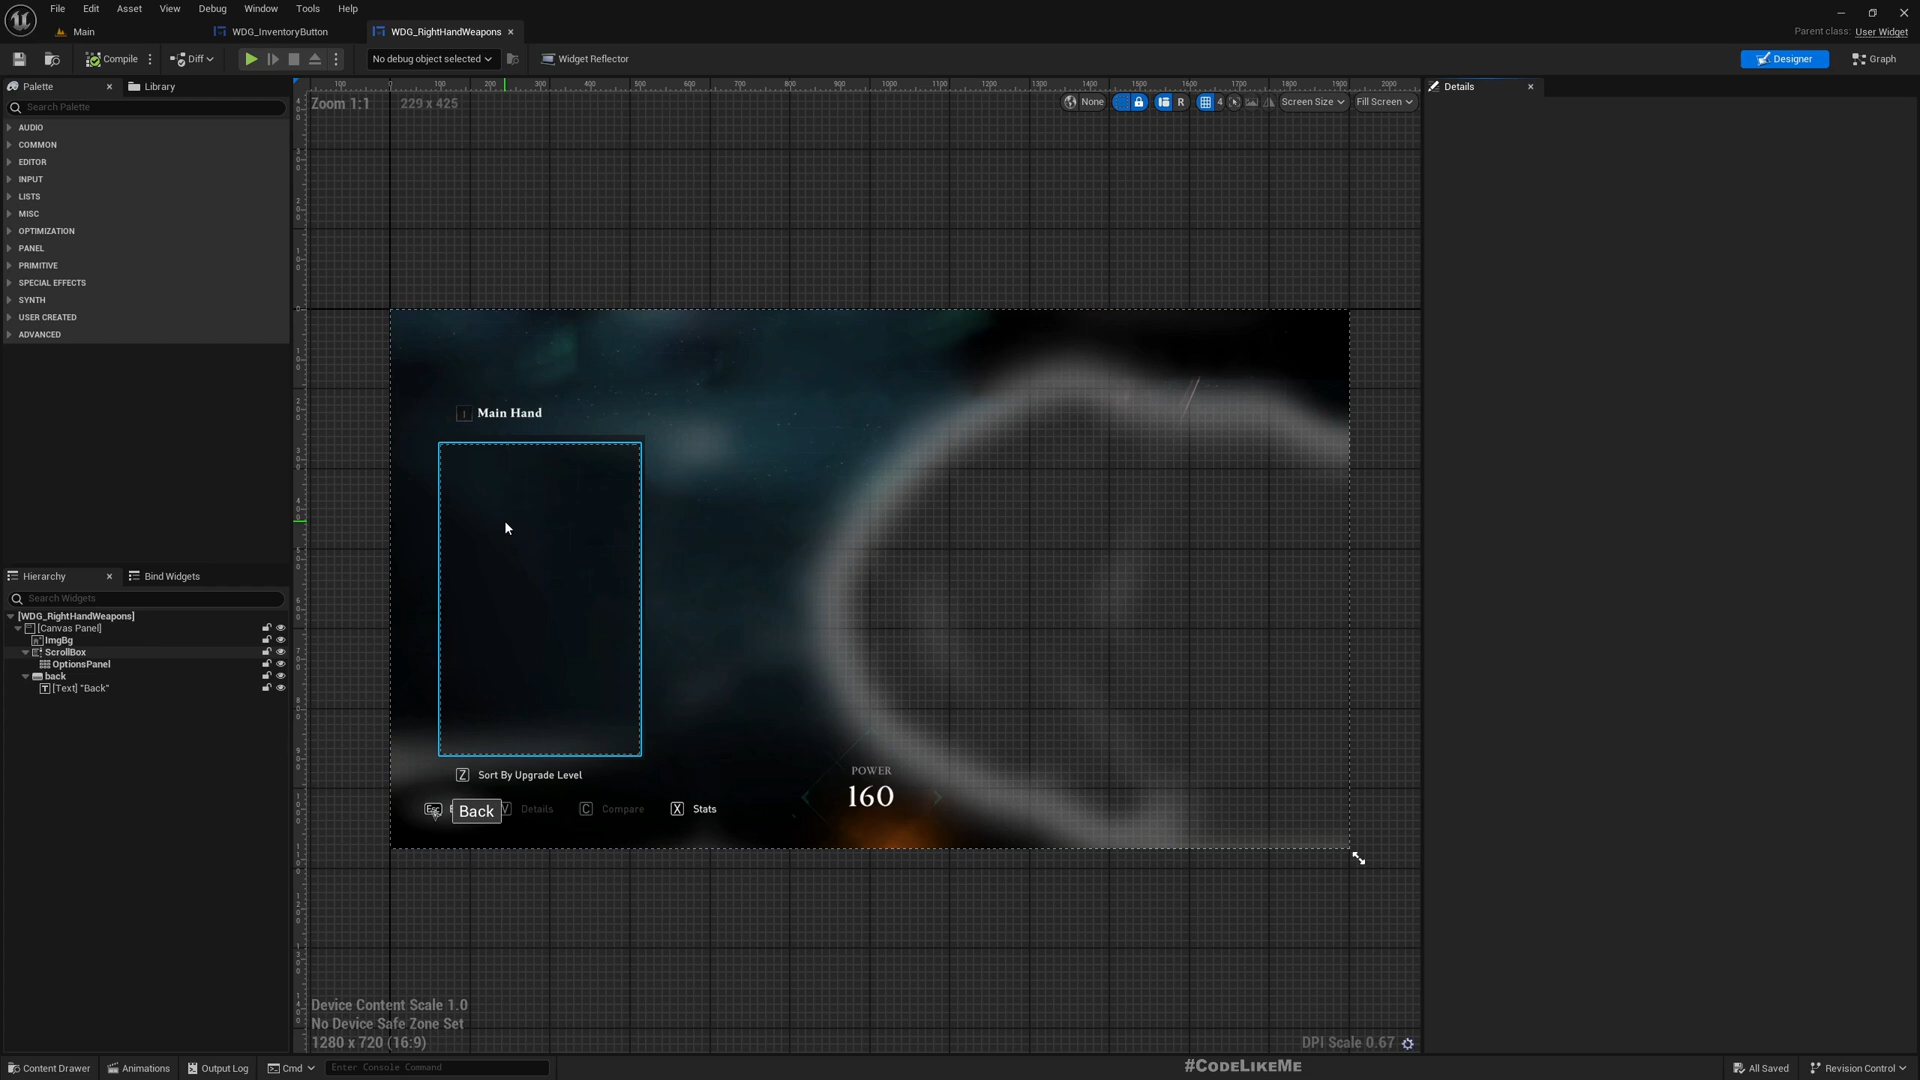 File Edit Asset View Debug Window Tools Help
Main WDG_InventoryButton WDG_RightHandWeapons
Parent class: User Widget
Compile Diff No debug object selected Widget Reflector Designer Graph
Palette Library
Search Palette
AUDIO
COMMON
EDITOR
INPUT
LISTS
MISC
OPTIMIZATION
PANEL
PRIMITIVE
SPECIAL EFFECTS
SYNTH
USER CREATED
ADVANCED
Hierarchy Bind Widgets
Search Widgets
[WDG_RightHandWeapons]
[Canvas Panel]
ImgBg
ScrollBox
OptionsPanel
back
[Text] "Back"
Zoom 1:1 229 x 425
None R 4 Screen Size Fill Screen
Main Hand
Z Sort By Upgrade Level
Esc Back V Details C Compare X Stats
POWER
160
Device Content Scale 1.0
No Device Safe Zone Set
1280 x 720 (16:9)
DPI Scale 0.67
Details
Content Drawer Animations Output Log Cmd Enter Console Command
#CODELIKEME
All Saved Revision Control